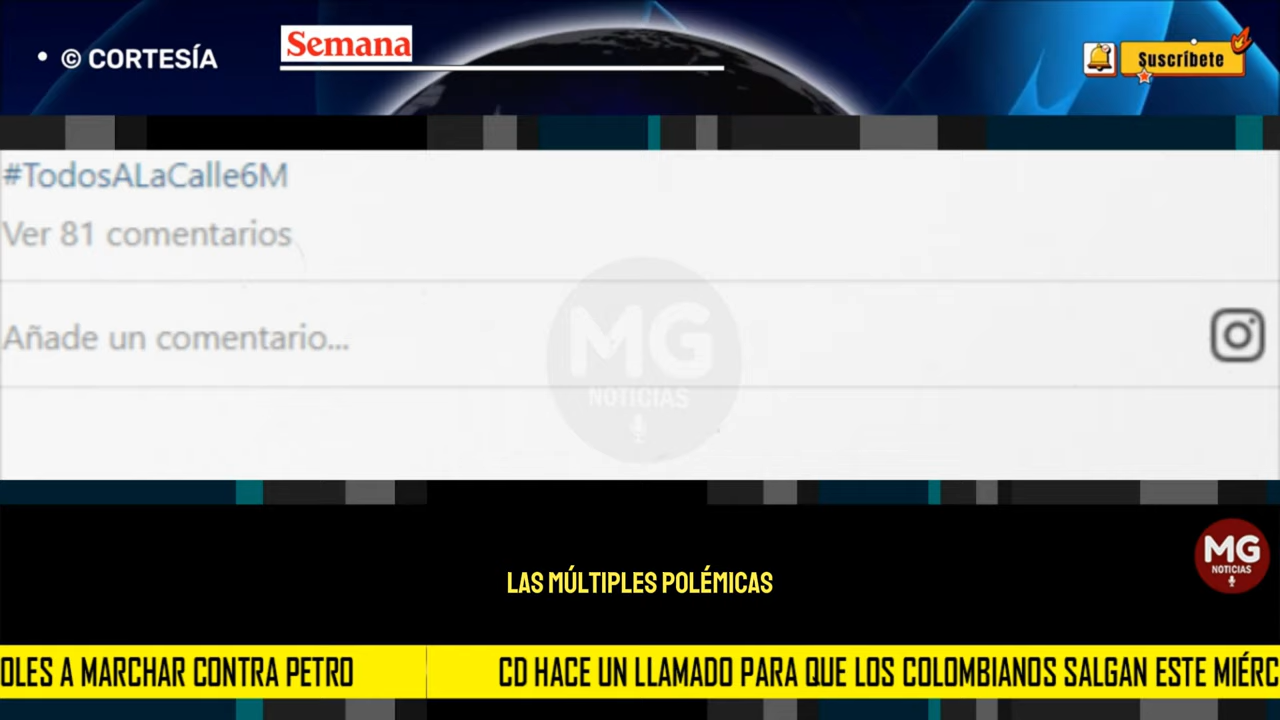 • © CORTESÍA
Semana
Suscríbete
#TodosALaCalle6M
Ver 81 comentarios
Añade un comentario...
MG
NOTICIAS
LAS MÚLTIPLES POLÉMICAS
MG
NOTICIAS
OLES A MARCHAR CONTRA PETRO
CD HACE UN LLAMADO PARA QUE LOS COLOMBIANOS SALGAN ESTE MIÉRC